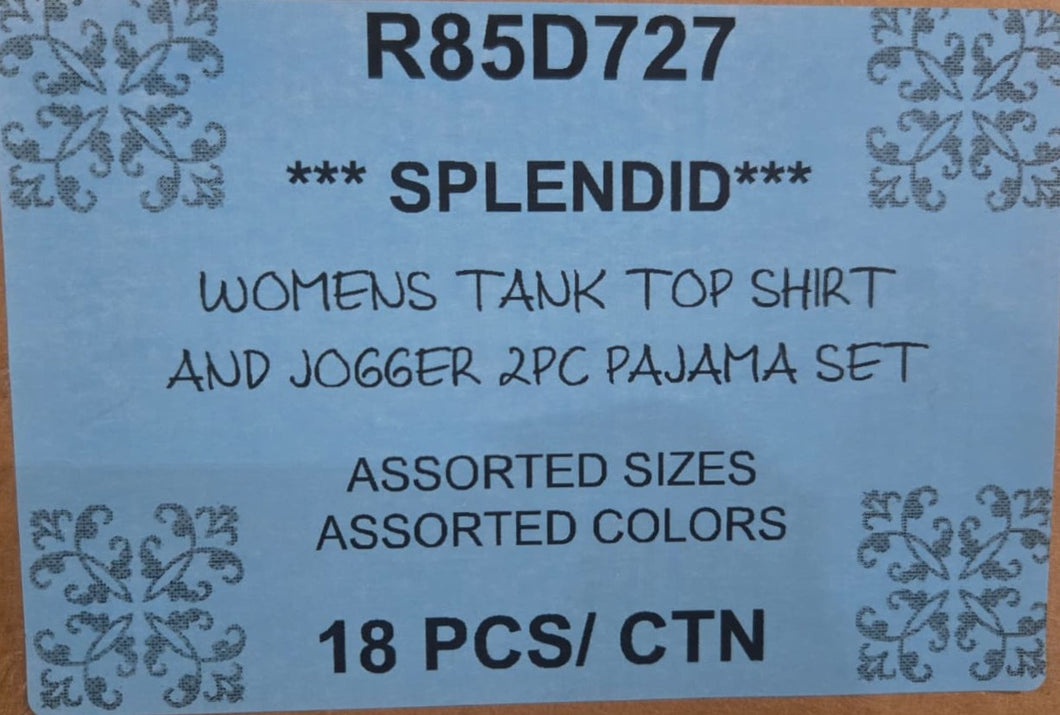 R85D727
*** SPLENDID***
WOMENS TANK TOP SHIRT
AND JOGGER 2PC PAJAMA SET
ASSORTED SIZES
ASSORTED COLORS
18 PCS/ CTN